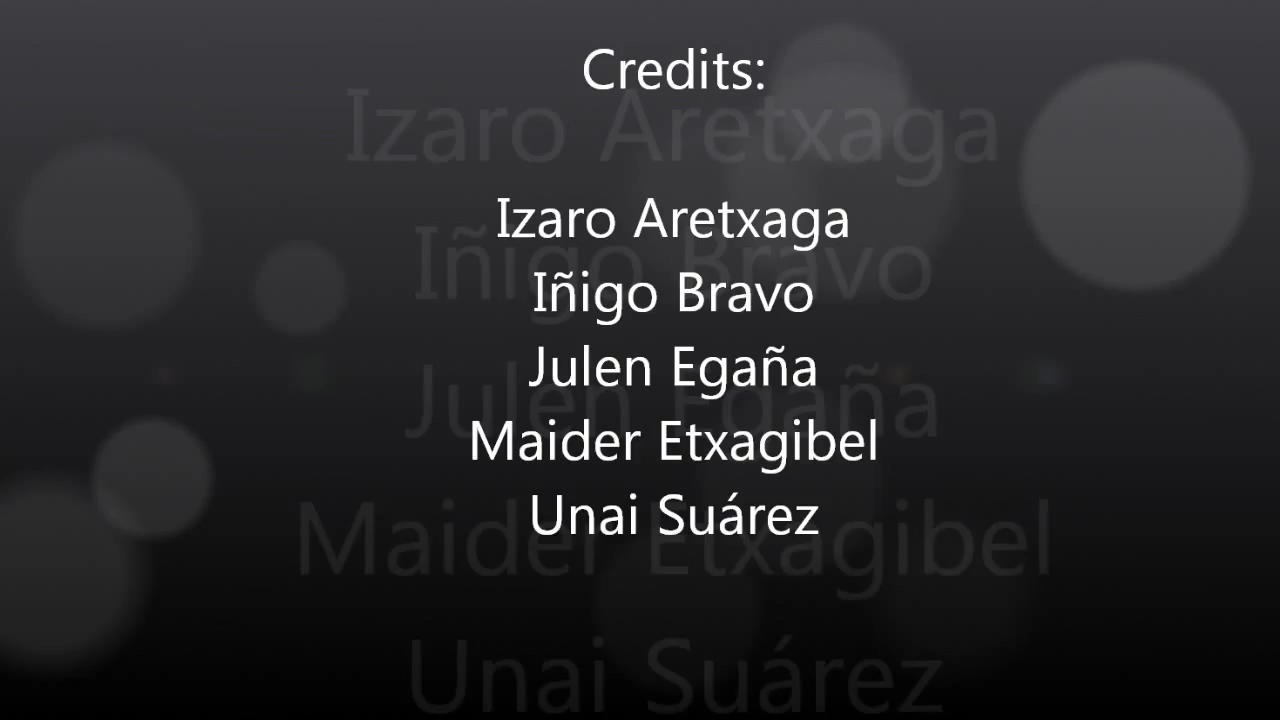 Credits:
Izaro Aretxaga
Iñigo Bravo
Julen Egaña
Maider Etxagibel
Unai Suárez